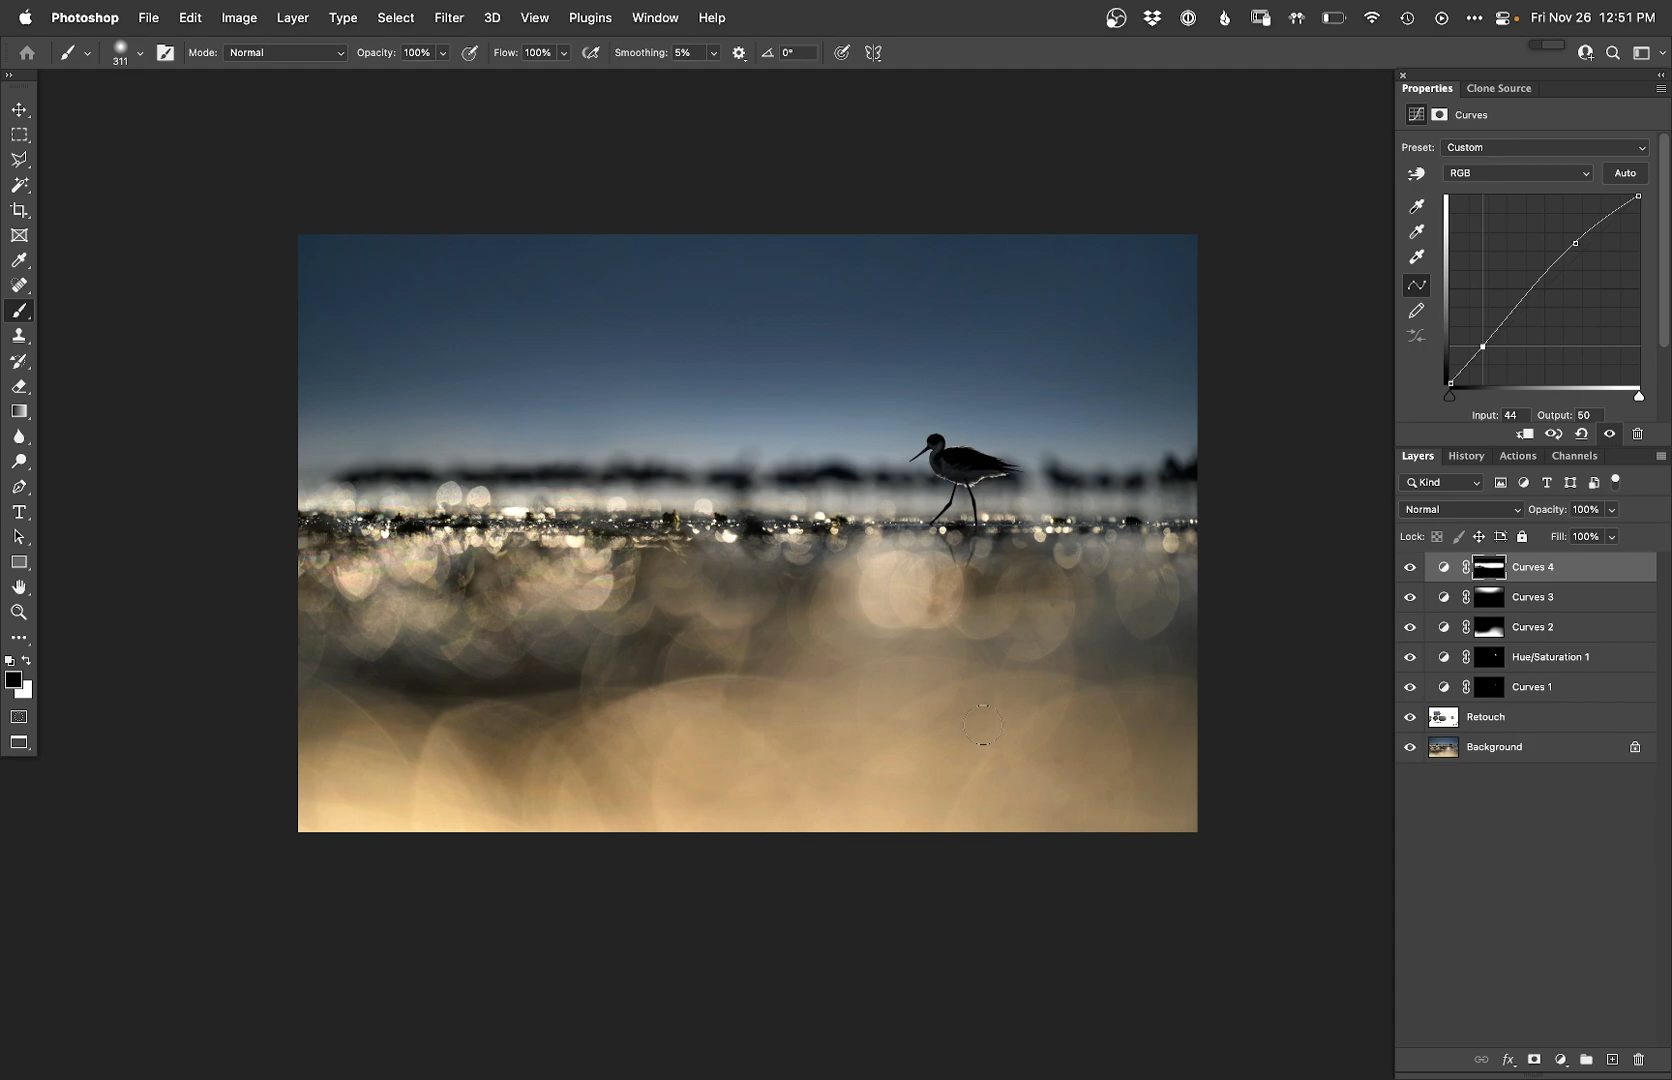 Photoshop File Edit Image Layer Type Select Filter 3D View Plugins Window Help Fri Nov 26 12:51 PM
311 Mode: Normal Opacity: 100% Flow: 100% Smoothing: 5% 0°
Properties Clone Source
Curves
Preset: Custom
RGB Auto
Input: 44 Output: 50
Layers History Actions Channels
Kind
Normal Opacity: 100%
Lock: Fill: 100%
Curves 4
Curves 3
Curves 2
Hue/Saturation 1
Curves 1
Retouch
Background